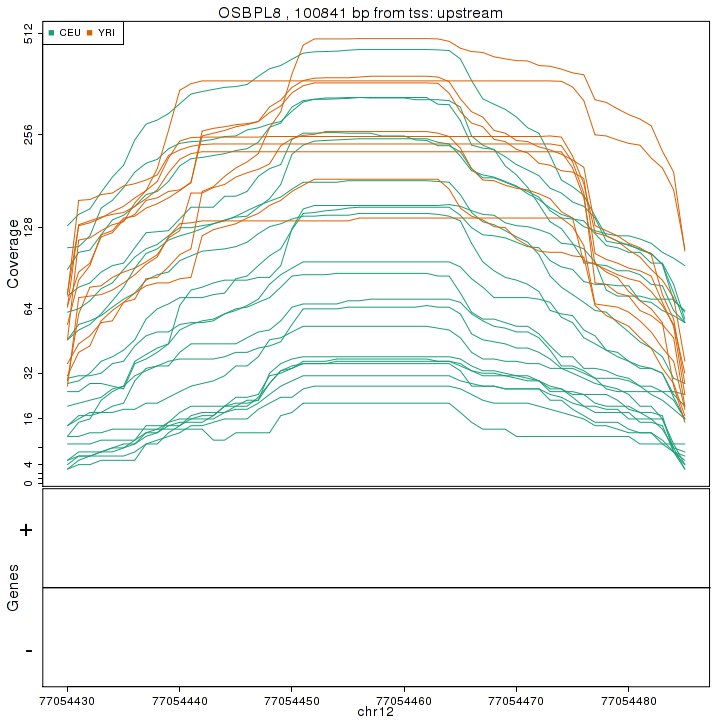 OSBPL8 , 100841 bp from tss: upstream
CEU YRI
512
256
128
64
32
16
4
0
Coverage
+
-
Genes
77054430 77054440 77054450 77054460 77054470 77054480
chr12